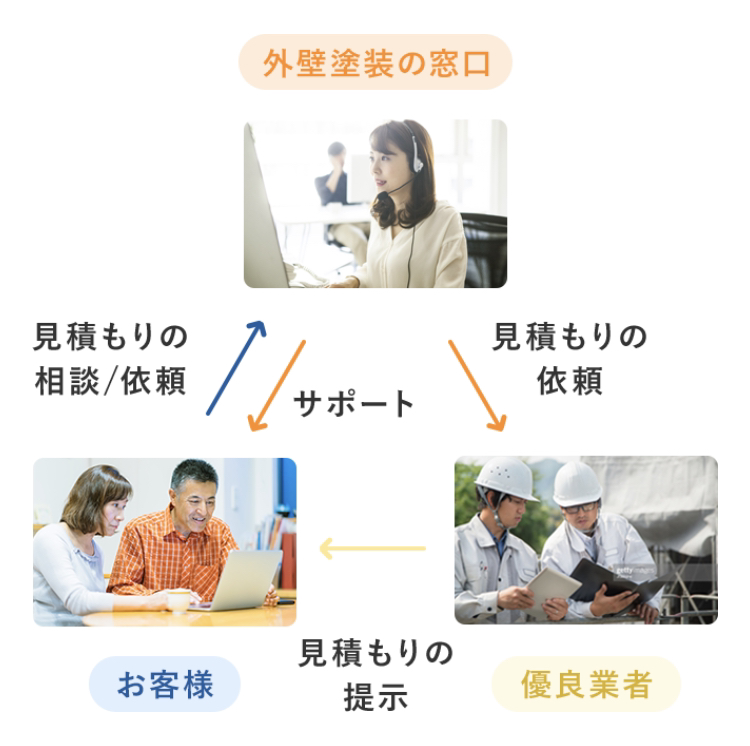 外壁塗装の窓口
見積もりの
相談/依頼
サポート
見積もりの
依頼
gettyimages
見積もりの
提示
お客様
優良業者